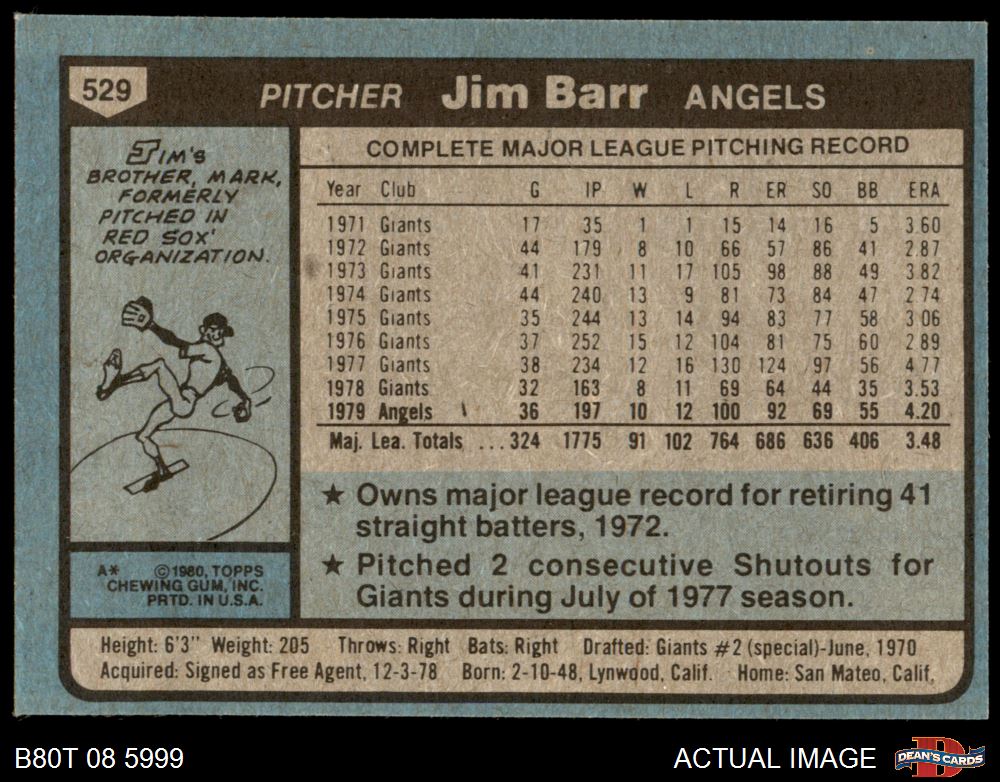 529 PITCHER Jim Barr ANGELS
JIM'S
BROTHER, MARK,
FORMERLY
PITCHED IN
RED SOX'
ORGANIZATION.
COMPLETE MAJOR LEAGUE PITCHING RECORD
Year Club G IP W L R ER SO BB ERA
1971 Giants 17 35 1 1 15 14 16 5 3.60
1972 Giants 44 179 8 10 66 57 86 41 2.87
1973 Giants 41 231 11 17 105 98 88 49 3.82
1974 Giants 44 240 13 9 81 73 84 47 2.74
1975 Giants 35 244 13 14 94 83 77 58 3.06
1976 Giants 37 252 15 12 104 81 75 60 2.89
1977 Giants 38 234 12 16 130 124 97 56 4.77
1978 Giants 32 163 8 11 69 64 44 35 3.53
1979 Angels 36 197 10 12 100 92 69 55 4.20
Maj. Lea. Totals ...324 1775 91 102 764 686 636 406 3.48
★ Owns major league record for retiring 41
straight batters, 1972.
★ Pitched 2 consecutive Shutouts for
Giants during July of 1977 season.
A* ©1980, TOPPS
CHEWING GUM, INC.
PRTD. IN U.S.A.
Height: 6'3" Weight: 205 Throws: Right Bats: Right Drafted: Giants #2 (special)-June, 1970
Acquired: Signed as Free Agent, 12-3-78 Born: 2-10-48, Lynwood, Calif. Home: San Mateo, Calif.
B80T 08 5999 ACTUAL IMAGE D DEAN'S CARDS